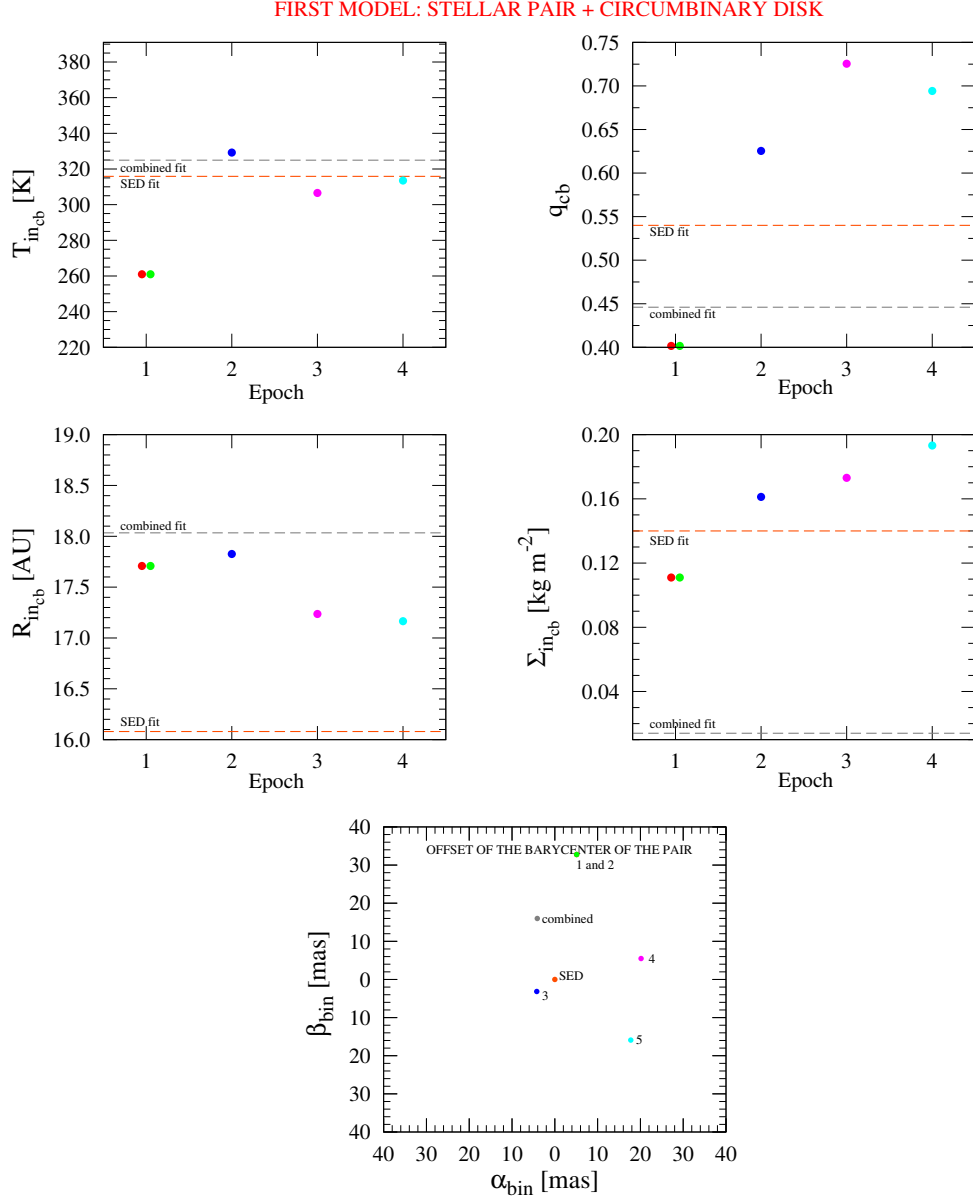 FIRST MODEL: STELLAR PAIR + CIRCUMBINARY DISK
T_in_cb [K]
380
360
340
320
300
280
260
240
220
combined fit
SED fit
1 2 3 4
Epoch
q_cb
0.75
0.70
0.65
0.60
0.55
0.50
0.45
0.40
SED fit
combined fit
1 2 3 4
Epoch
R_in_cb [AU]
19.0
18.5
18.0
17.5
17.0
16.5
16.0
combined fit
SED fit
1 2 3 4
Epoch
Σ_in_cb [kg m^-2]
0.20
0.16
0.12
0.08
0.04
SED fit
combined fit
1 2 3 4
Epoch
β_bin [mas]
40
30
20
10
0
10
20
30
40
OFFSET OF THE BARYCENTER OF THE PAIR
1 and 2
combined
4
SED
3
5
40 30 20 10 0 10 20 30 40
α_bin [mas]